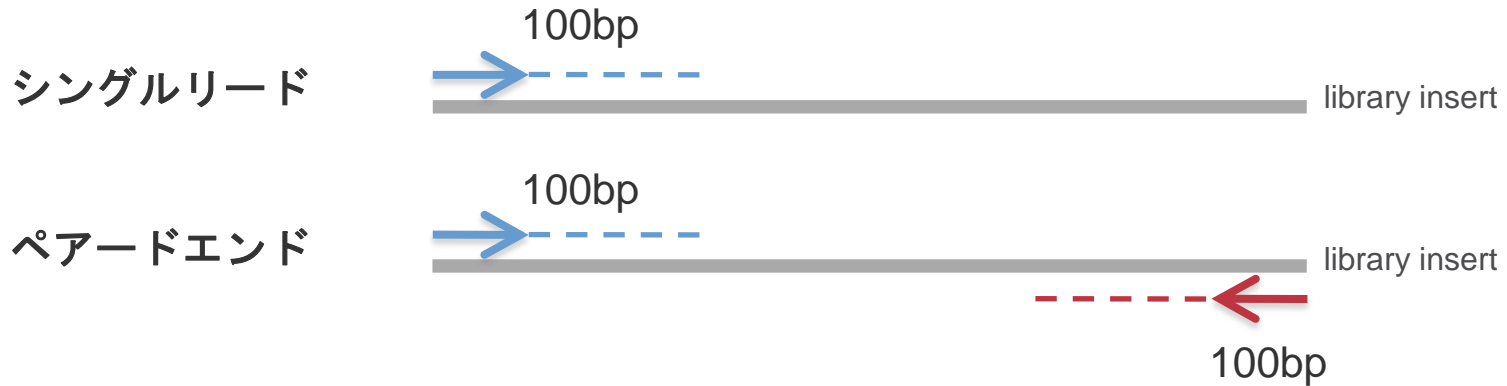 100bp
シングルリード
library insert
100bp
ペアードエンド
library insert
100bp